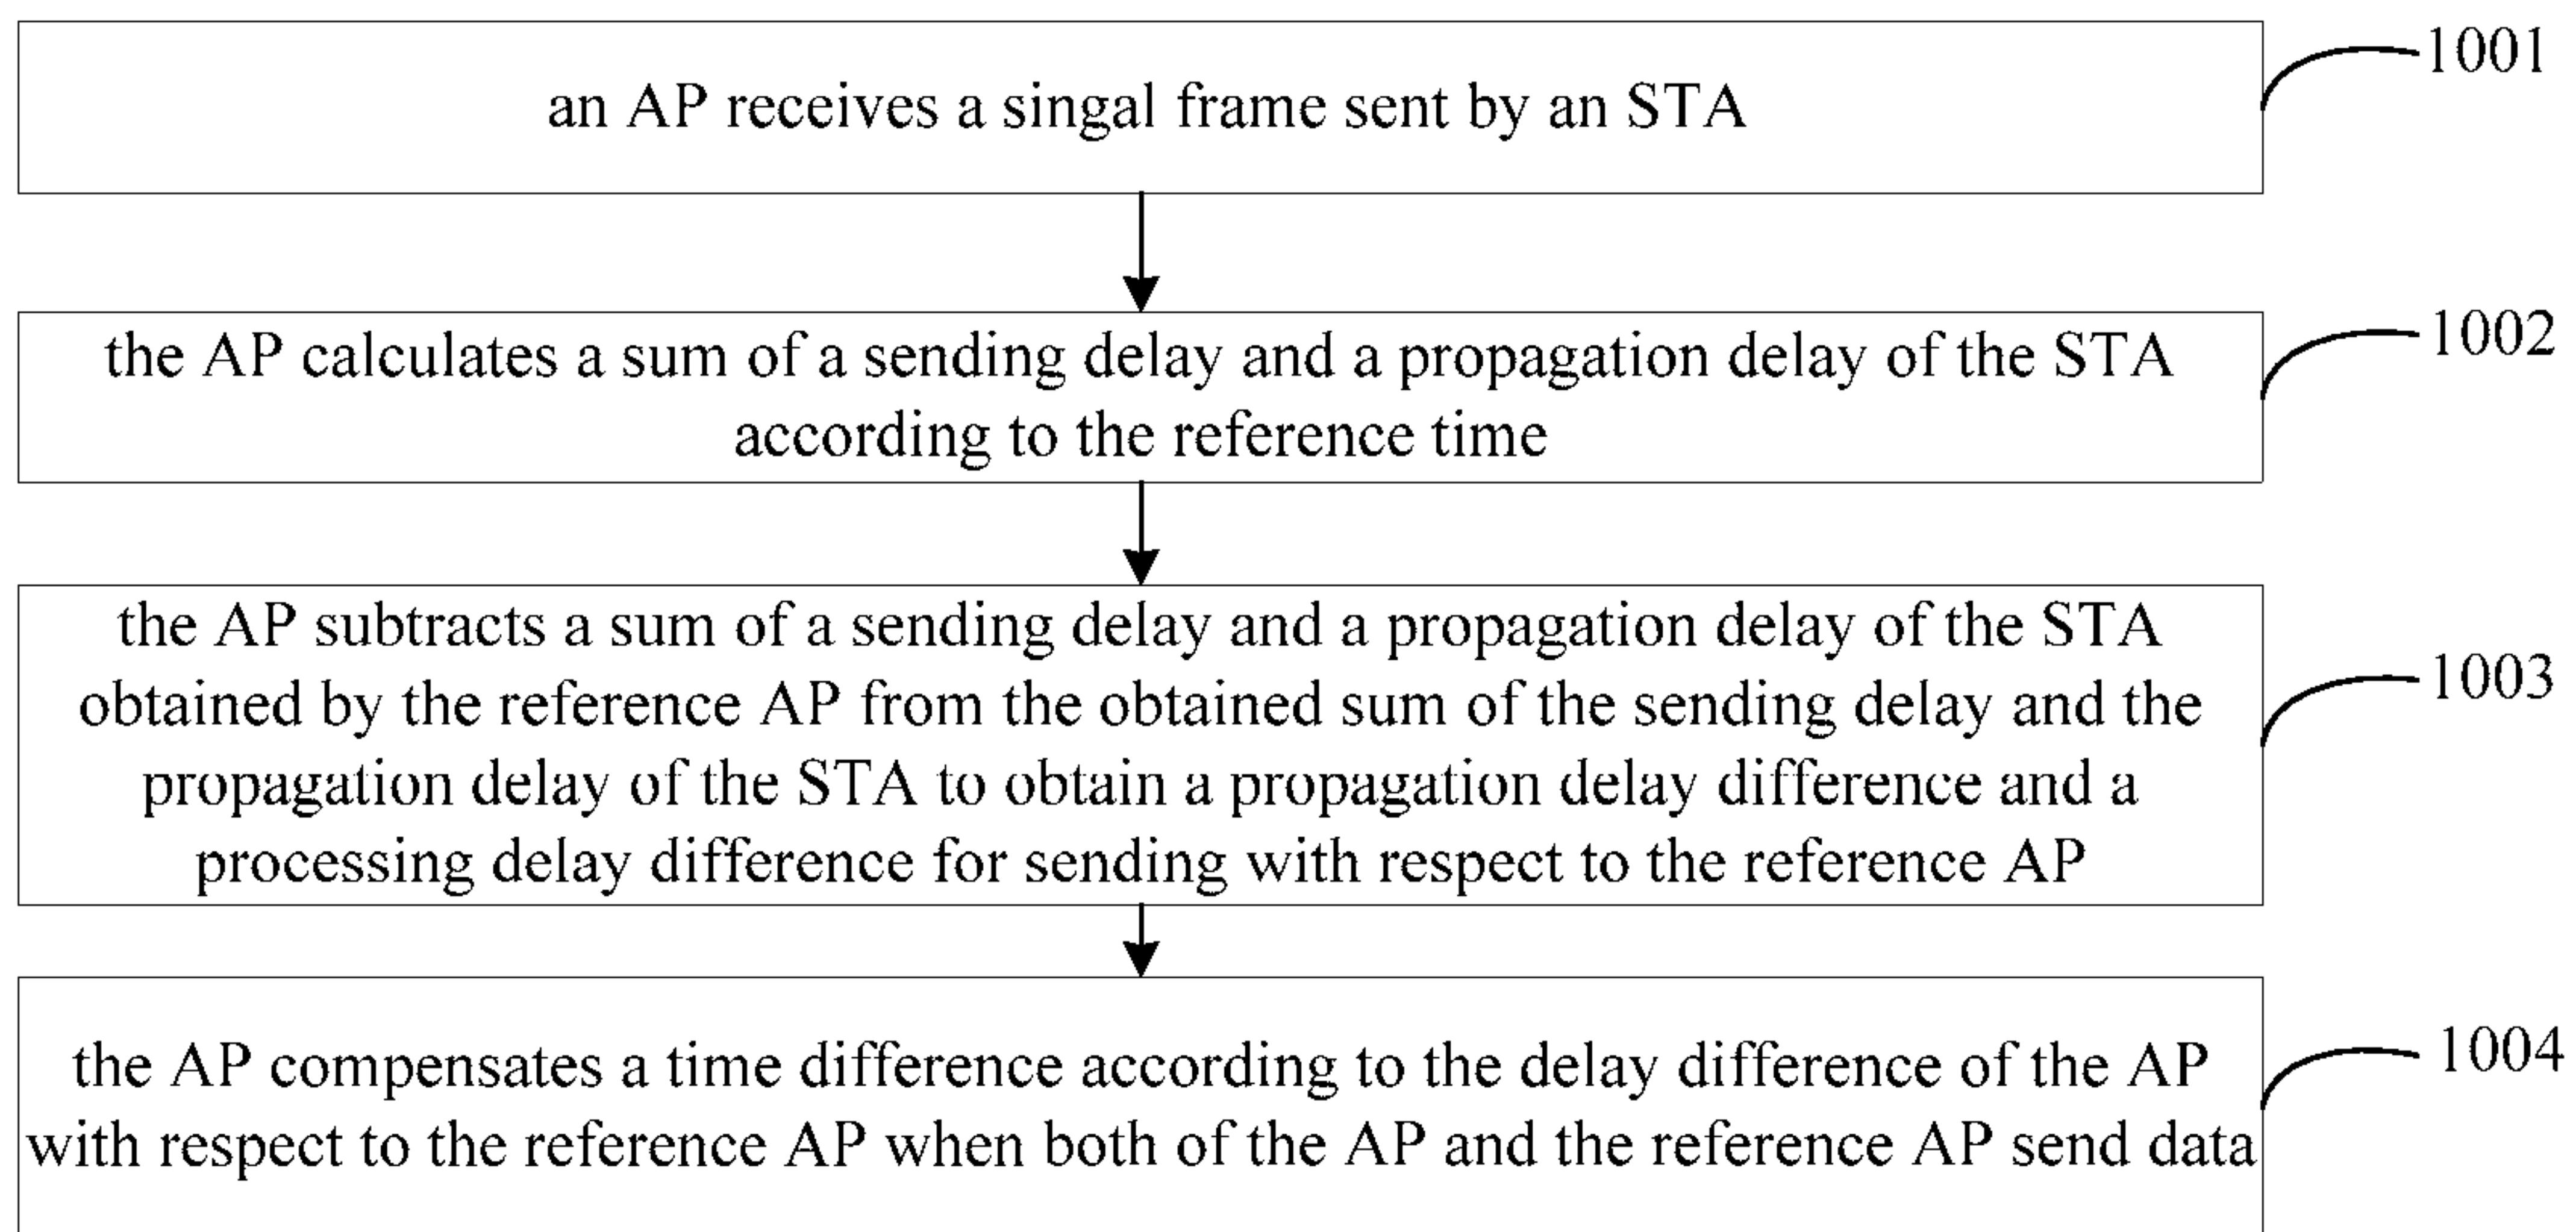 an AP receives a singal frame sent by an STA
1001
the AP calculates a sum of a sending delay and a propagation delay of the STA
according to the reference time
1002
the AP subtracts a sum of a sending delay and a propagation delay of the STA
obtained by the reference AP from the obtained sum of the sending delay and the
propagation delay of the STA to obtain a propagation delay difference and a
processing delay difference for sending with respect to the reference AP
1003
the AP compensates a time difference according to the delay difference of the AP
with respect to the reference AP when both of the AP and the reference AP send data
1004